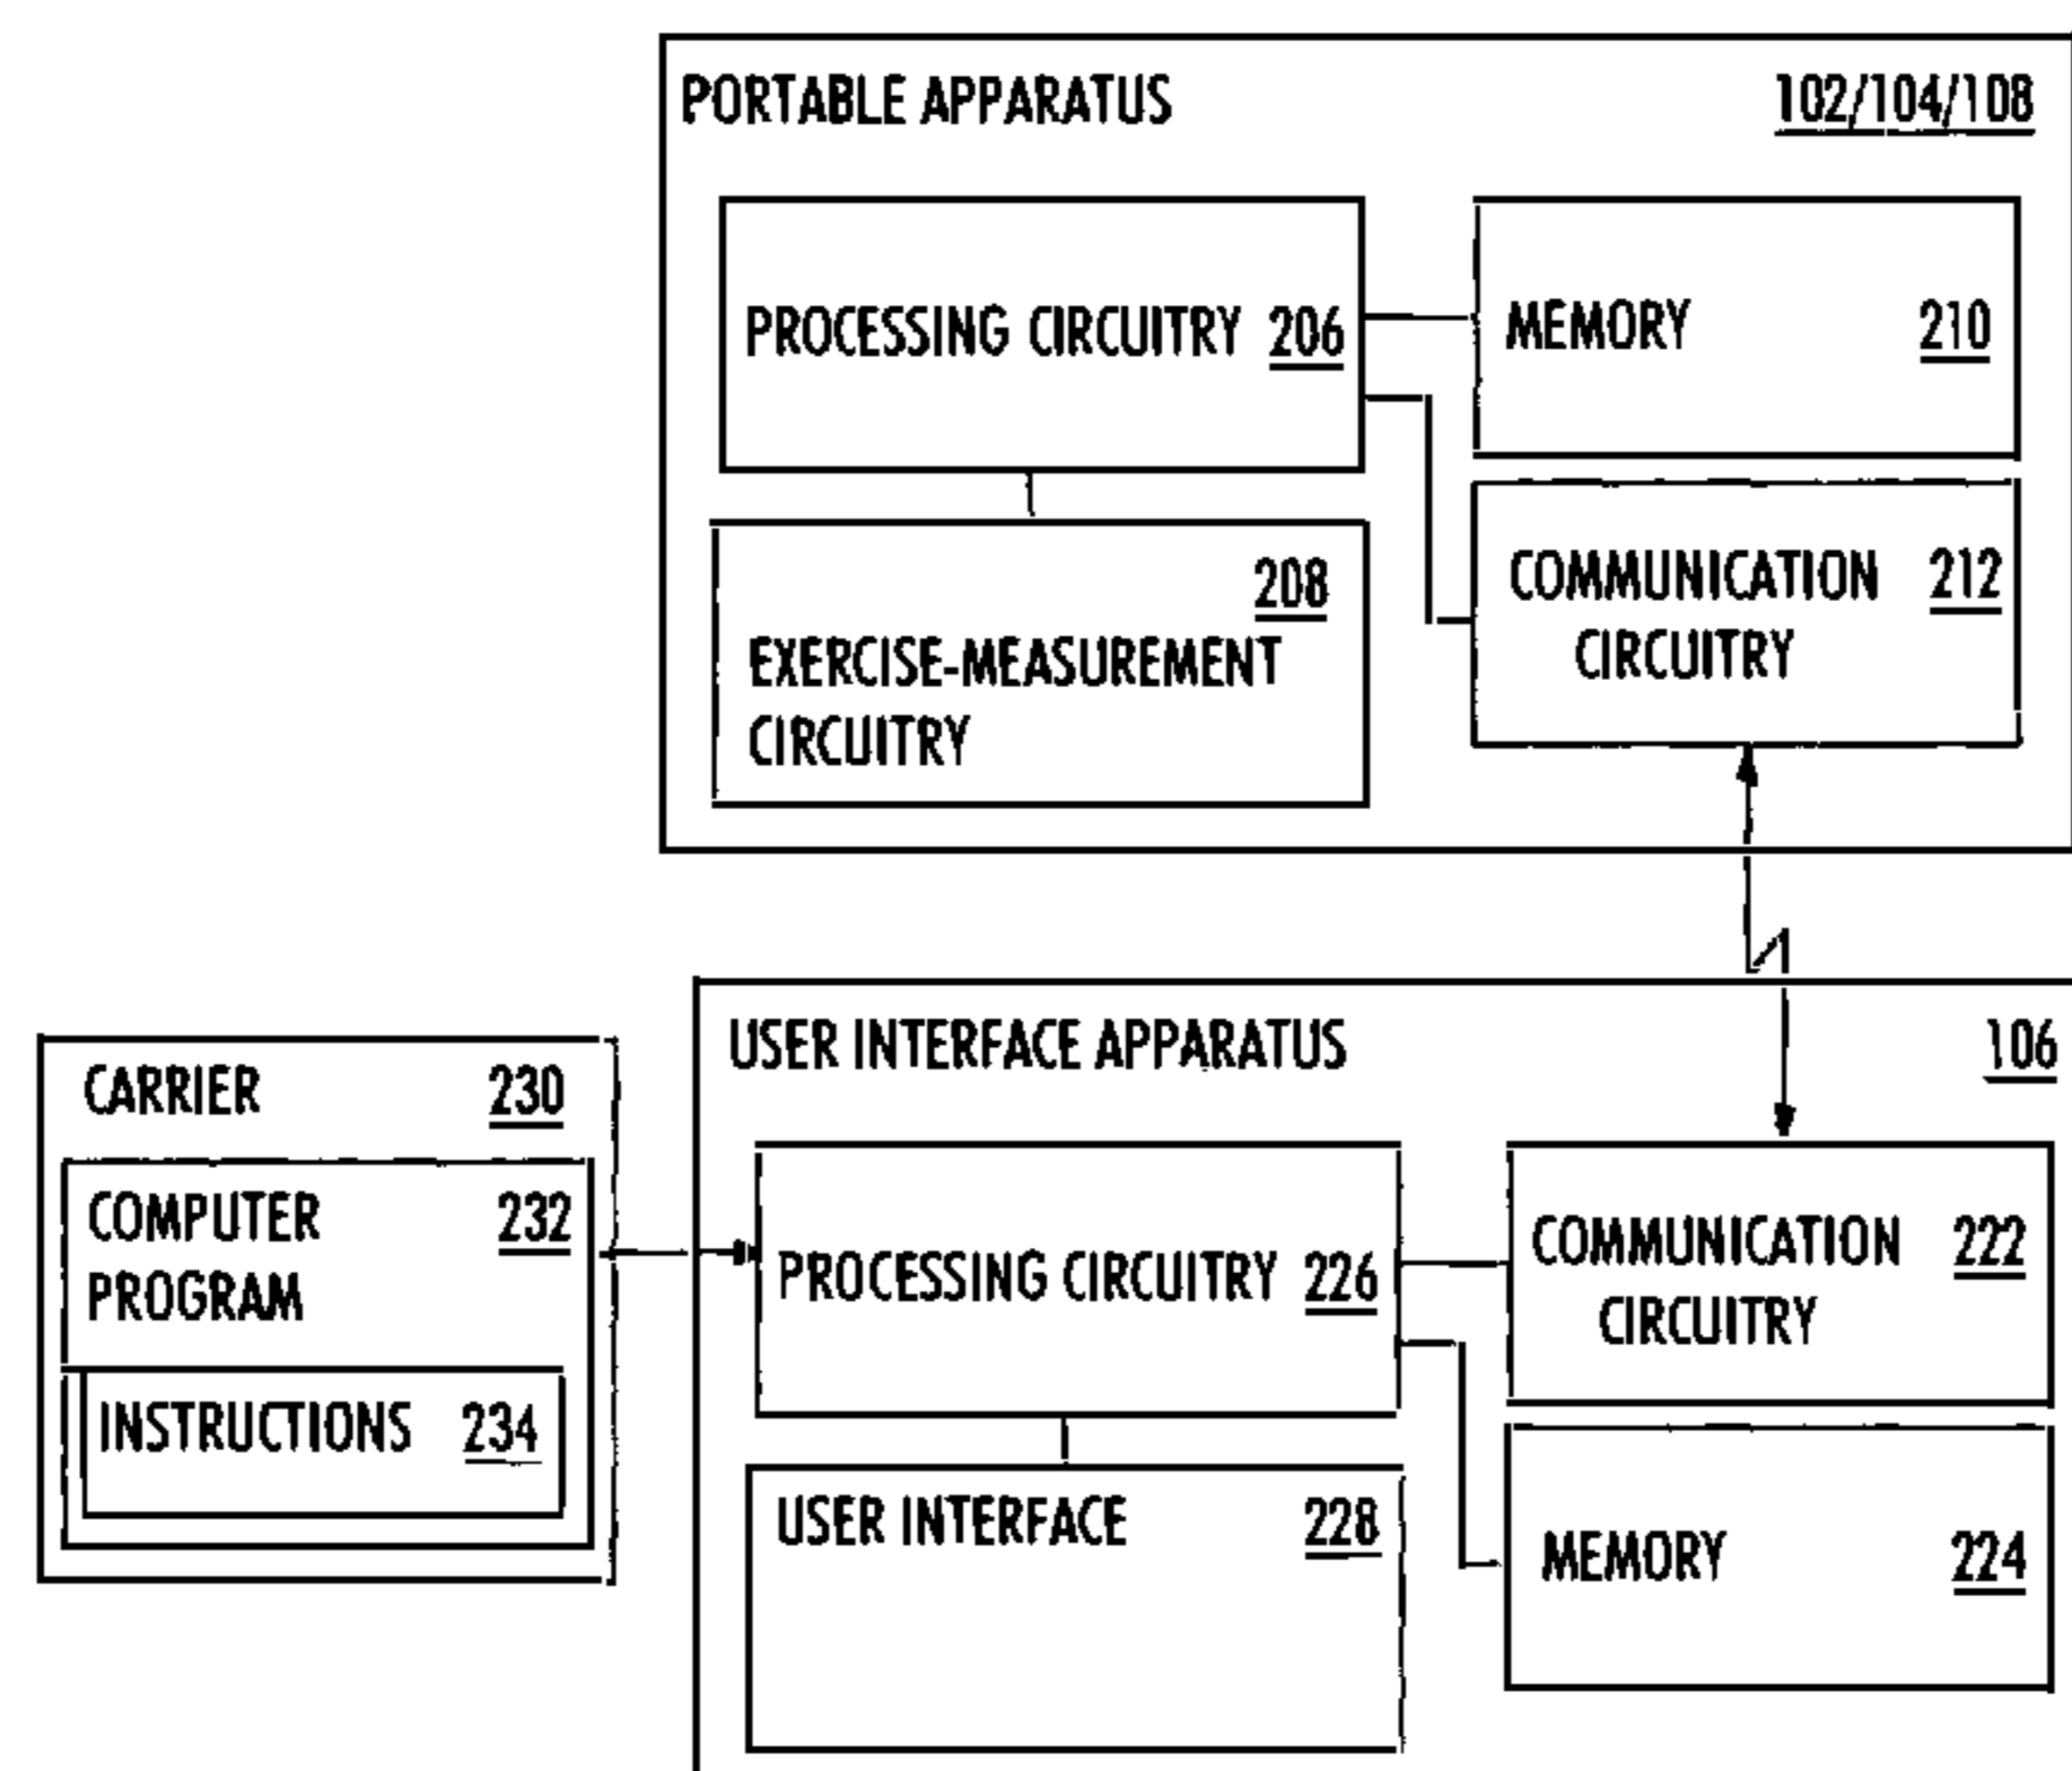 PORTABLE APPARATUS 102/104/108
PROCESSING CIRCUITRY 206
MEMORY 210
208
EXERCISE-MEASUREMENT
CIRCUITRY
COMMUNICATION 212
CIRCUITRY
USER INTERFACE APPARATUS 106
CARRIER 230
COMPUTER 232
PROGRAM
INSTRUCTIONS 234
PROCESSING CIRCUITRY 226
COMMUNICATION 222
CIRCUITRY
USER INTERFACE 228
MEMORY 224